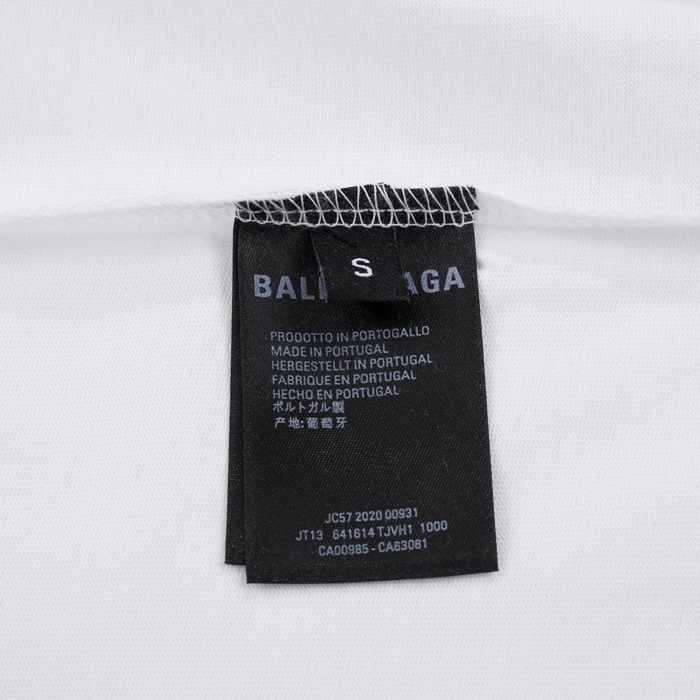 S
BAL AGA
PRODOTTO IN PORTOGALLO
MADE IN PORTUGAL
HERGESTELLT IN PORTUGAL
FABRIQUE EN PORTUGAL
HECHO EN PORTUGAL
ポルトガル製
产地:葡萄牙
JC57 2020 00931
JT13 641614 TJVH1 1000
CA00985 - CA63081